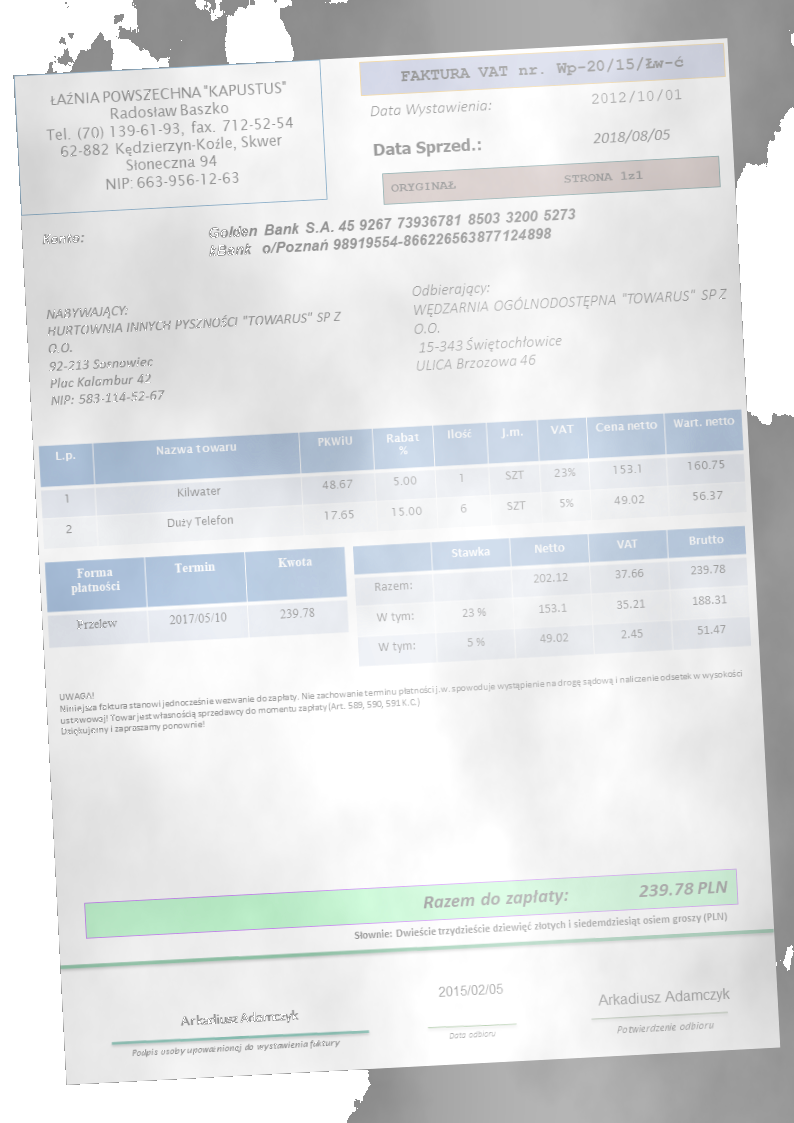 ŁAŹNIA POWSZECHNA "KAPUSTUS"
Radosław Baszko
Tel. (70) 139-61-93, fax. 712-52-54
62-882 Kędzierzyn-Koźle, Skwer
Słoneczna 94
NIP: 663-956-12-63
FAKTURA VAT nr. Wp-20/15/Łw-ć
Data Wystawienia: 2012/10/01
Data Sprzed.: 2018/08/05
ORYGINAŁ STRONA 1z1
Konto: Golden Bank S.A. 45 9267 73936781 8503 3200 5273
o/Poznań 98919554-866226563877124898
NABYWAJĄCY:
HURTOWNIA INNYCH PYSZNOŚCI "TOWARUS" SP Z
O.O.
92-213 Sosnowiec
Plac Kalambur 42
NIP: 583-114-52-67
Odbierający:
WĘDZARNIA OGÓLNODOSTĘPNA "TOWARUS" SP Z
O.O.
15-343 Świętochłowice
ULICA Brzozowa 46
L.p. Nazwa towaru PKWiU Rabat % Ilość J.m. VAT Cena netto Wart. netto
1 Kilwater 48.67 5.00 1 SZT 23% 153.1 160.75
2 Duży Telefon 17.65 15.00 6 SZT 5% 49.02 56.37
Forma płatności Termin Kwota
Przelew 2017/05/10 239.78
Stawka Netto VAT Brutto
Razem: 202.12 37.66 239.78
W tym: 23 % 153.1 35.21 188.31
W tym: 5 % 49.02 2.45 51.47
UWAGA!
Niniejsza faktura stanowi jednocześnie wezwanie do zapłaty. Nie zachowanie terminu płatności j.w. spowoduje wystąpienie na drogę sądową i naliczenie odsetek w wysokości
ustawowej! Towar jest własnością sprzedawcy do momentu zapłaty (Art. 589, 590, 591 K.C.)
Dziękujemy i zapraszamy ponownie!
Razem do zapłaty: 239.78 PLN
Słownie: Dwieście trzydzieście dziewięć złotych i siedemdziesiąt osiem groszy (PLN)
Arkadiusz Adamczyk
Podpis osoby upoważnionej do wystawienia faktury
2015/02/05
Data odbioru
Arkadiusz Adamczyk
Potwierdzenie odbioru